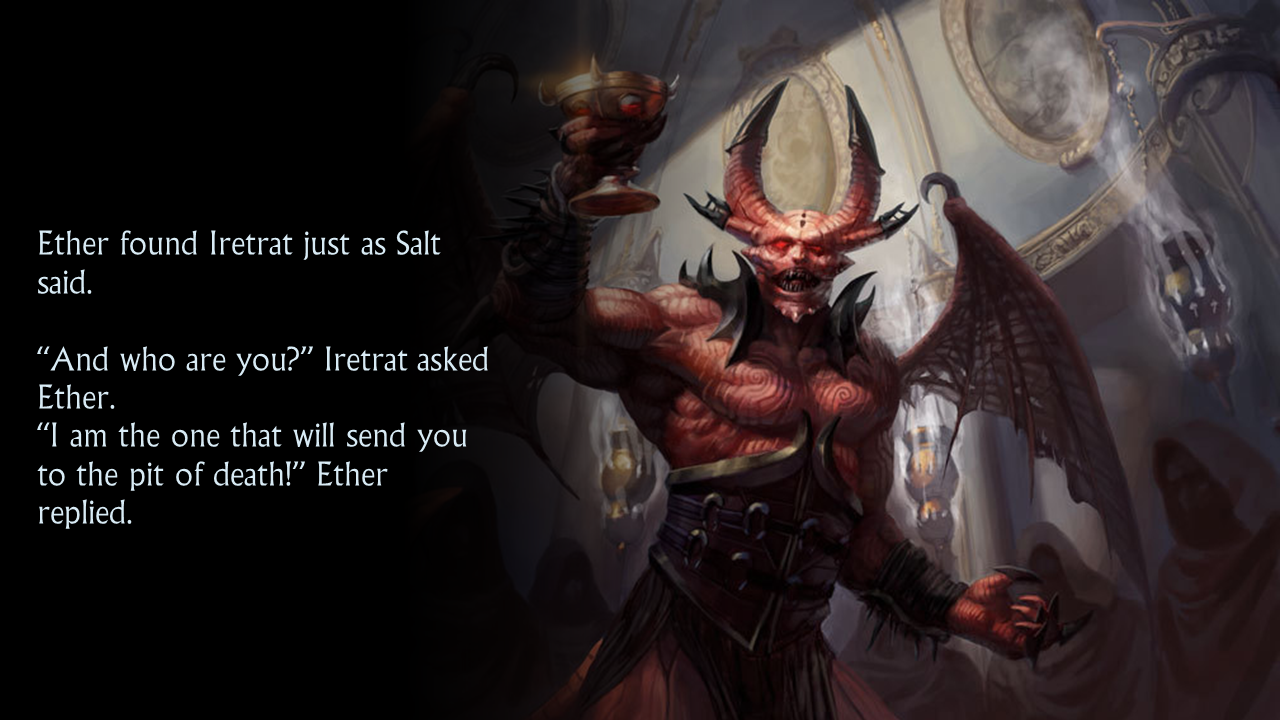 Ether found Iretrat just as Salt
said.
“And who are you?” Iretrat asked
Ether.
“I am the one that will send you
to the pit of death!” Ether
replied.